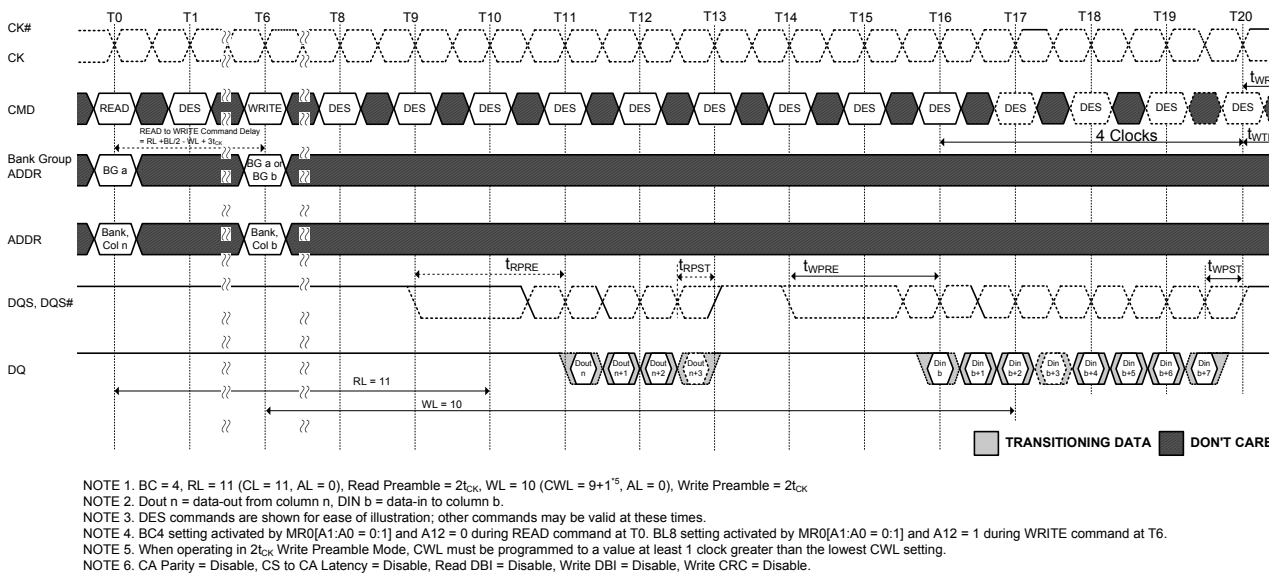 T0 T1 T6 T8 T9 T10 T11 T12 T13 T14 T15 T16 T17 T18 T19 T20
CK#
CK
tWR
CMD READ DES WRITE DES DES DES DES DES DES DES DES DES DES DES DES DES
READ to WRITE Command Delay
= RL +BL/2 - WL + 3tCK
4 Clocks
Bank Group
ADDR
BG a
BG a or
BG b
ADDR
Bank,
Col n
Bank,
Col b
tRPRE tRPST tWPRE tWPST
DQS, DQS#
DQ
Dout
n
Dout
n+1
Dout
n+2
Dout
n+3
Din
b
Din
b+1
Din
b+2
Din
b+3
Din
b+4
Din
b+5
Din
b+6
Din
b+7
RL = 11
WL = 10
TRANSITIONING DATA DON'T CARE
NOTE 1. BC = 4, RL = 11 (CL = 11, AL = 0), Read Preamble = 2tCK, WL = 10 (CWL = 9+1*5, AL = 0), Write Preamble = 2tCK
NOTE 2. Dout n = data-out from column n, DIN b = data-in to column b.
NOTE 3. DES commands are shown for ease of illustration; other commands may be valid at these times.
NOTE 4. BC4 setting activated by MR0[A1:A0 = 0:1] and A12 = 0 during READ command at T0. BL8 setting activated by MR0[A1:A0 = 0:1] and A12 = 1 during WRITE command at T6.
NOTE 5. When operating in 2tCK Write Preamble Mode, CWL must be programmed to a value at least 1 clock greater than the lowest CWL setting.
NOTE 6. CA Parity = Disable, CS to CA Latency = Disable, Read DBI = Disable, Write DBI = Disable, Write CRC = Disable.